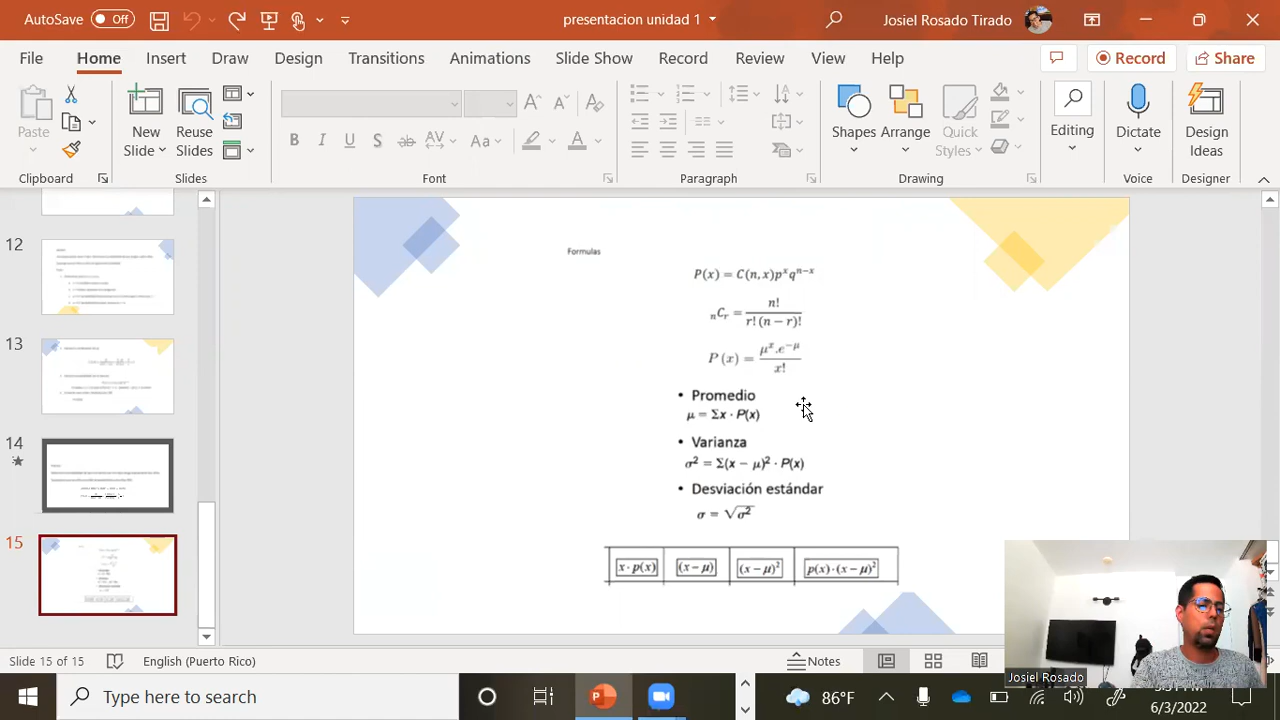 AutoSave Off presentacion unidad 1 Josiel Rosado Tirado
File Home Insert Draw Design Transitions Animations Slide Show Record Review View Help Record Share
Paste New Slide Reuse Slides Shapes Arrange Quick Styles Editing Dictate Design Ideas
B I U S ab AV Aa A
Clipboard Slides Font Paragraph Drawing Voice Designer
12
13
14
15
Formulas
P(x) = C(n, x)p^x q^{n−x}
nCr = n! / r! (n − r)!
P (x) = μ^x . e^{−μ} / x!
• Promedio
μ = Σx · P(x)
• Varianza
σ² = Σ(x − μ)² · P(x)
• Desviación estándar
σ = √σ²
x · p(x) (x − μ) (x − μ)² p(x) · (x − μ)²
Josiel Rosado
Slide 15 of 15 English (Puerto Rico) Notes
Type here to search 86°F
6/3/2022